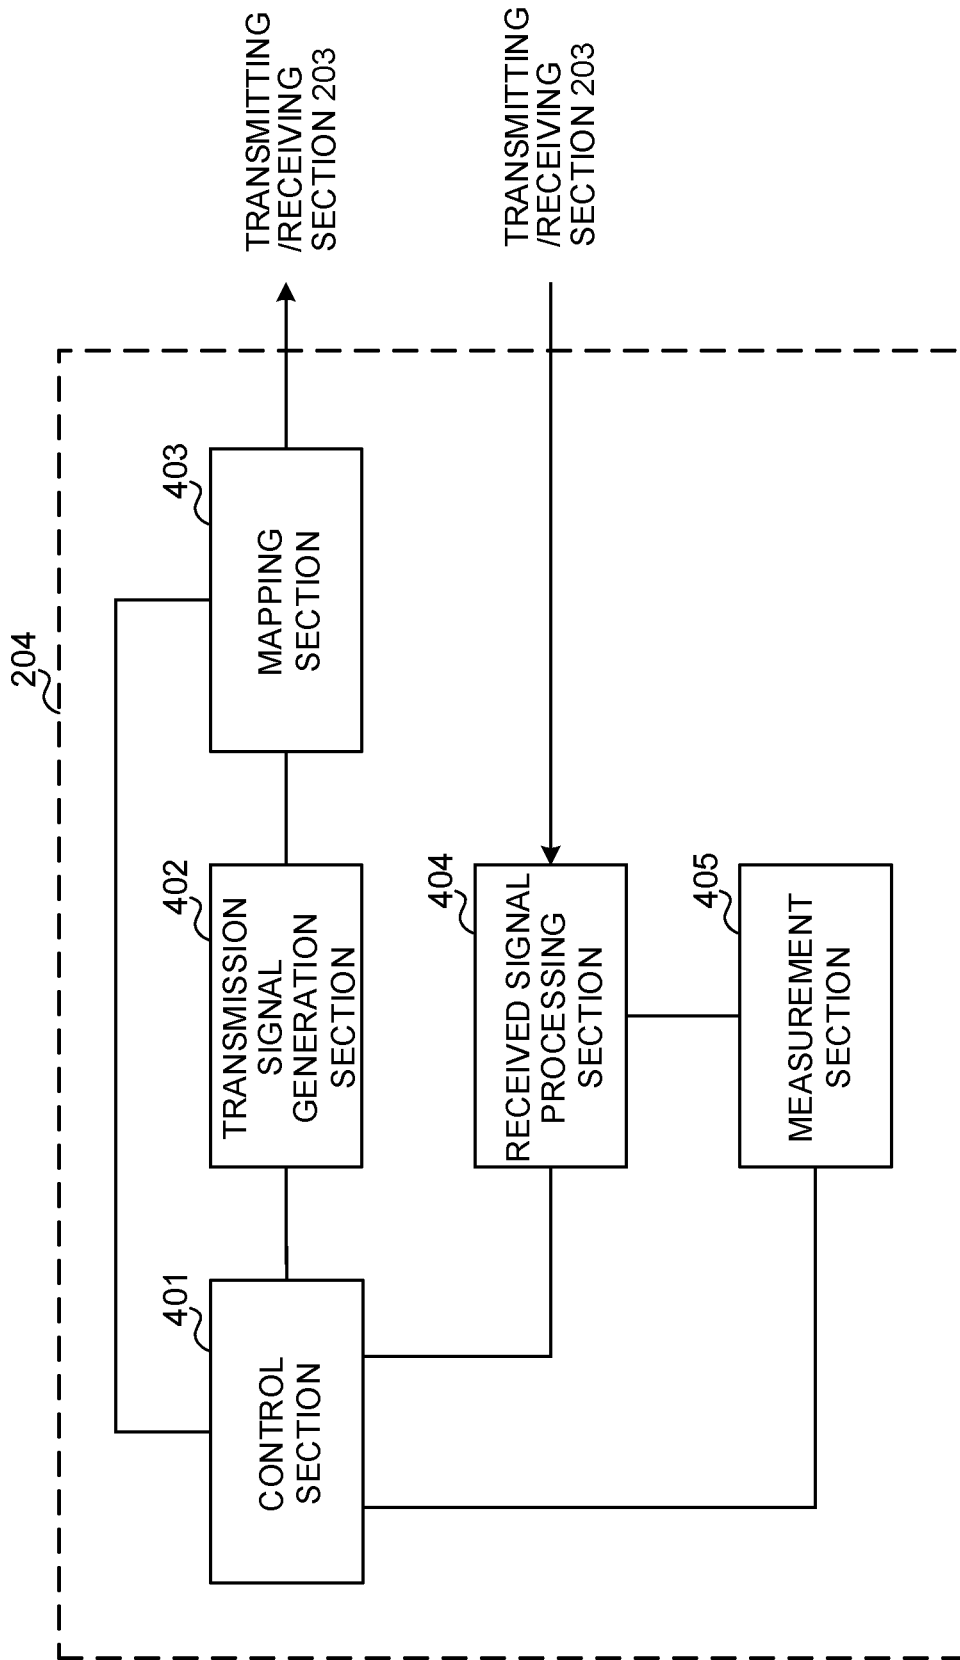 204
401
CONTROL
SECTION
402
TRANSMISSION
SIGNAL
GENERATION
SECTION
403
MAPPING
SECTION
TRANSMITTING
/RECEIVING
SECTION 203
404
RECEIVED SIGNAL
PROCESSING
SECTION
TRANSMITTING
/RECEIVING
SECTION 203
405
MEASUREMENT
SECTION